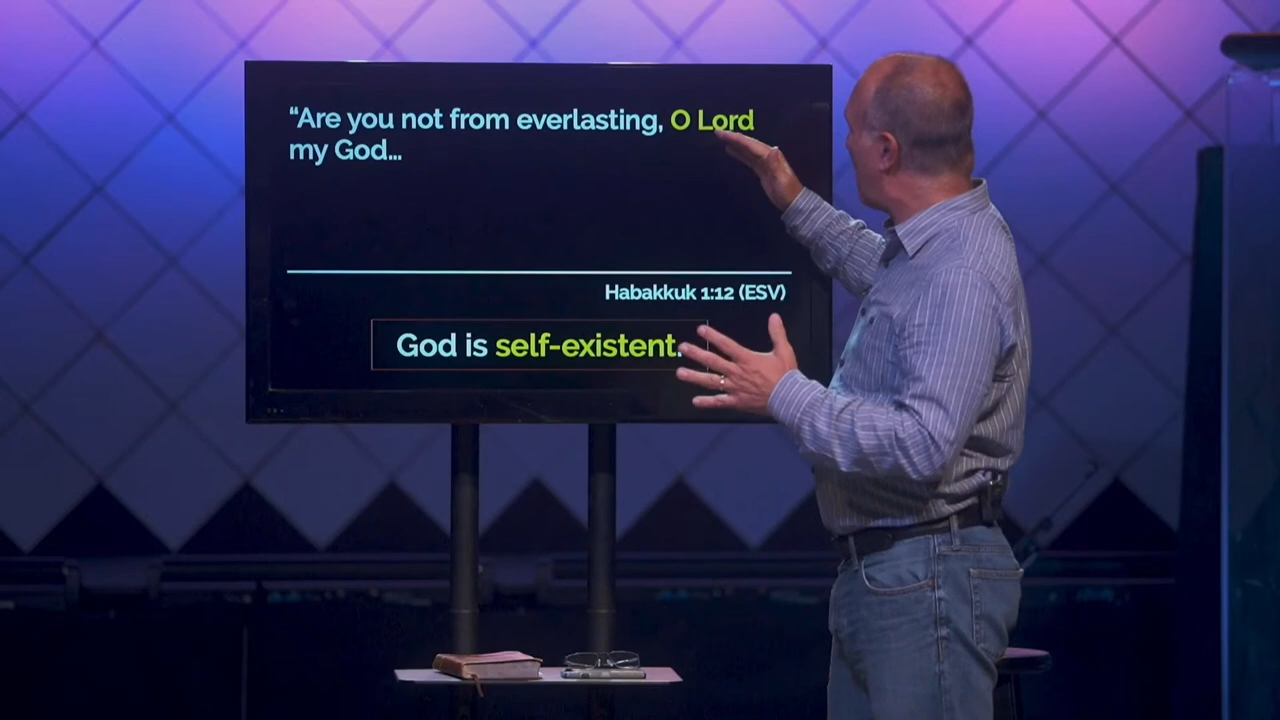 “Are you not from everlasting, O Lord
my God...
Habakkuk 1:12 (ESV)
God is self-existent.